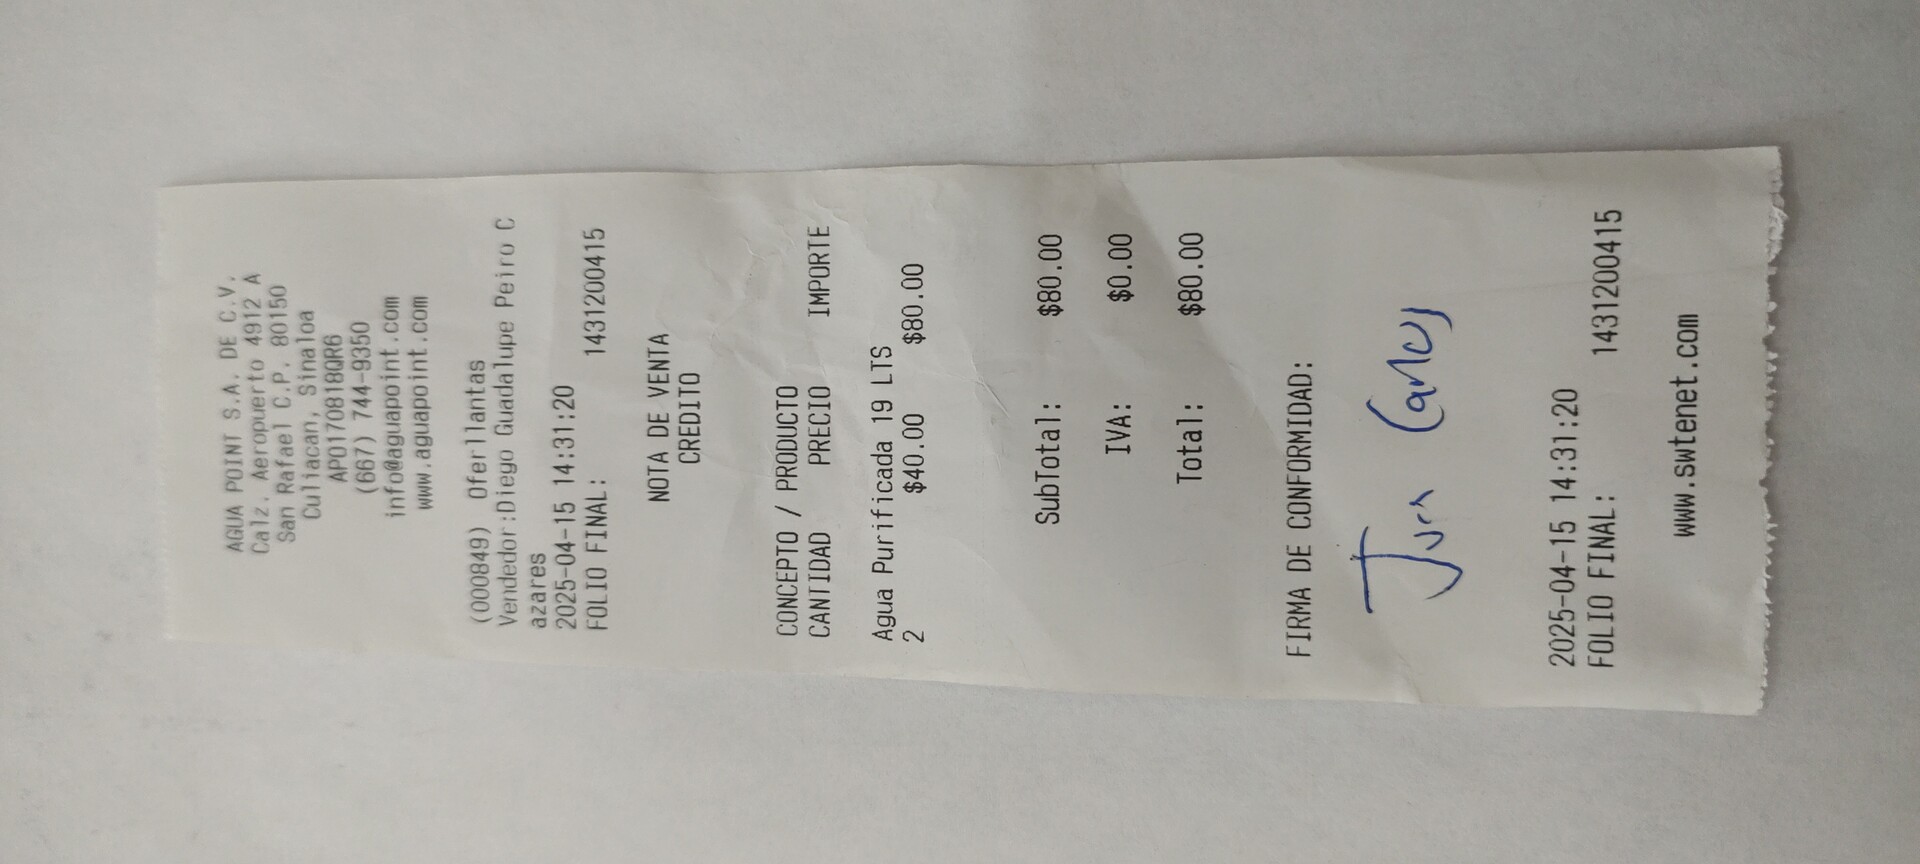 AGUA POINT S.A. DE C.V.
Calz. Aeropuerto 4912 A
San Rafael C.P. 80150
Culiacan, Sinaloa
APO170818QR6
(667) 744-9350
info@aguapoint.com
www.aguapoint.com
(000849) Oferllantas
Vendedor:Diego Guadalupe Peiro C
azares
2025-04-15 14:31:20
FOLIO FINAL: 1431200415
NOTA DE VENTA
CREDITO
CONCEPTO / PRODUCTO
CANTIDAD PRECIO IMPORTE
Agua Purificada 19 LTS
2 $40.00 $80.00
SubTotal: $80.00
IVA: $0.00
Total: $80.00
FIRMA DE CONFORMIDAD:
Juan Carlos
2025-04-15 14:31:20
FOLIO FINAL: 1431200415
www.swtenet.com